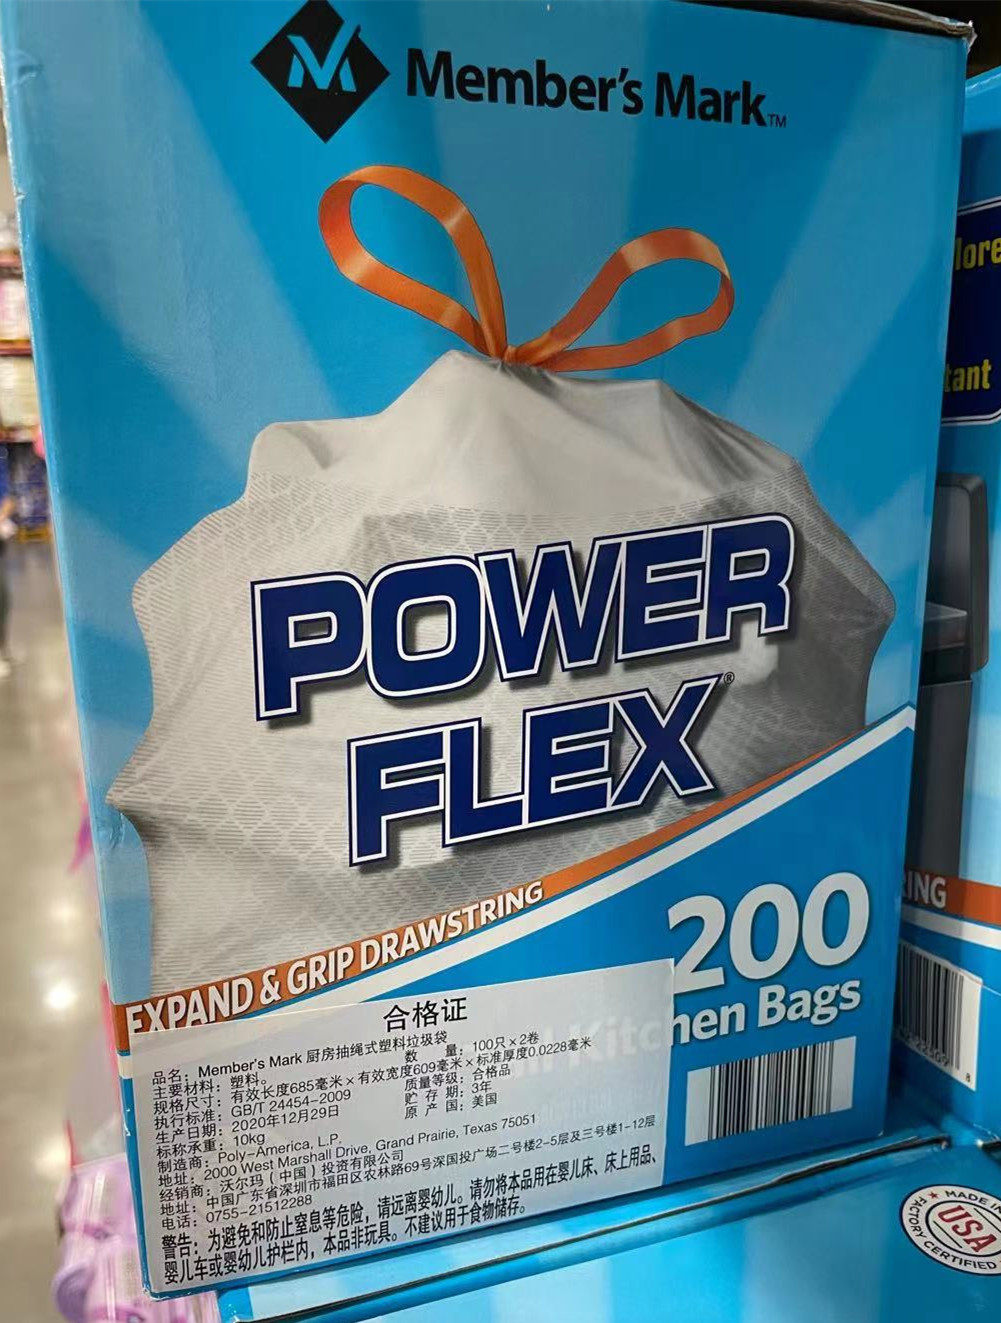 Member's Mark™
POWER
FLEX®
EXPAND & GRIP DRAWSTRING
200
Kitchen Bags
合格证
品名：Member's Mark 厨房抽绳式塑料垃圾袋
主要材料：塑料。 数 量：100只×2卷
规格尺寸：有效长度685毫米×有效宽度609毫米×标准厚度0.0228毫米
执行标准：GB/T 24454-2009 质量等级：合格品
生产日期：2020年12月29日 贮 存 期：3年
标称承重：10kg 原 产 国：美国
制造商：Poly-America, L.P.
地址：2000 West Marshall Drive, Grand Prairie, Texas 75051
经销商：沃尔玛（中国）投资有限公司
地址：中国广东省深圳市福田区农林路69号深国投广场二号楼2-5层及三号楼1-12层
电话：0755-21512288
警告：为避免和防止窒息等危险，请远离婴幼儿。请勿将本品用在婴儿床、床上用品、
婴儿车或婴幼儿护栏内，本品非玩具。不建议用于食物储存。
lore
tant
ING
MADE IN
USA
FACTORY CERTIFIED